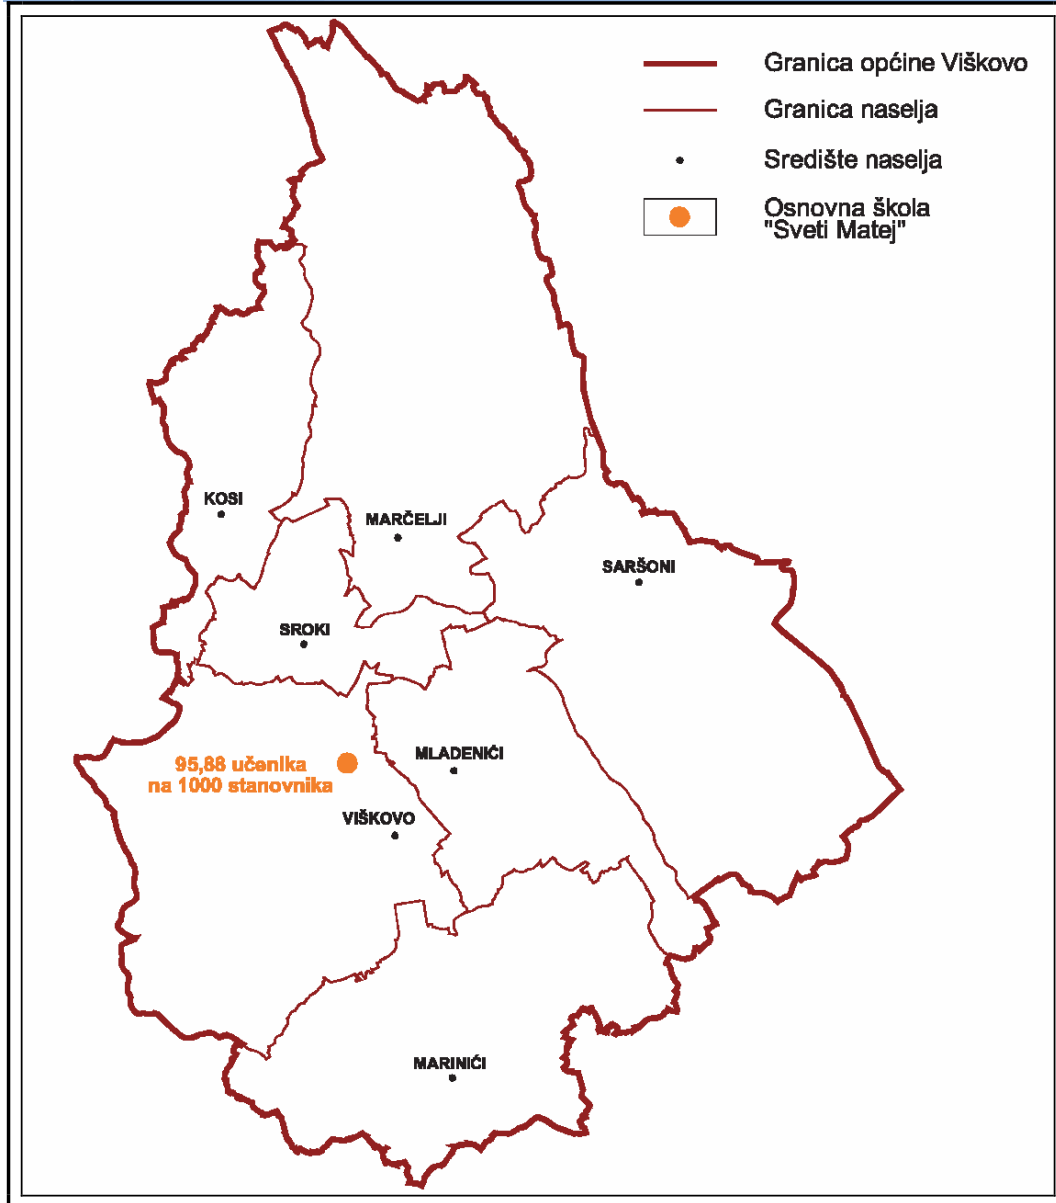 Granica općine Viškovo
Granica naselja
Središte naselja
Osnovna škola
"Sveti Matej"
KOSI
MARČELJI
SARŠONI
SROKI
MLADENIĆI
95,88 učenika
na 1000 stanovnika
VIŠKOVO
MARINIĆI